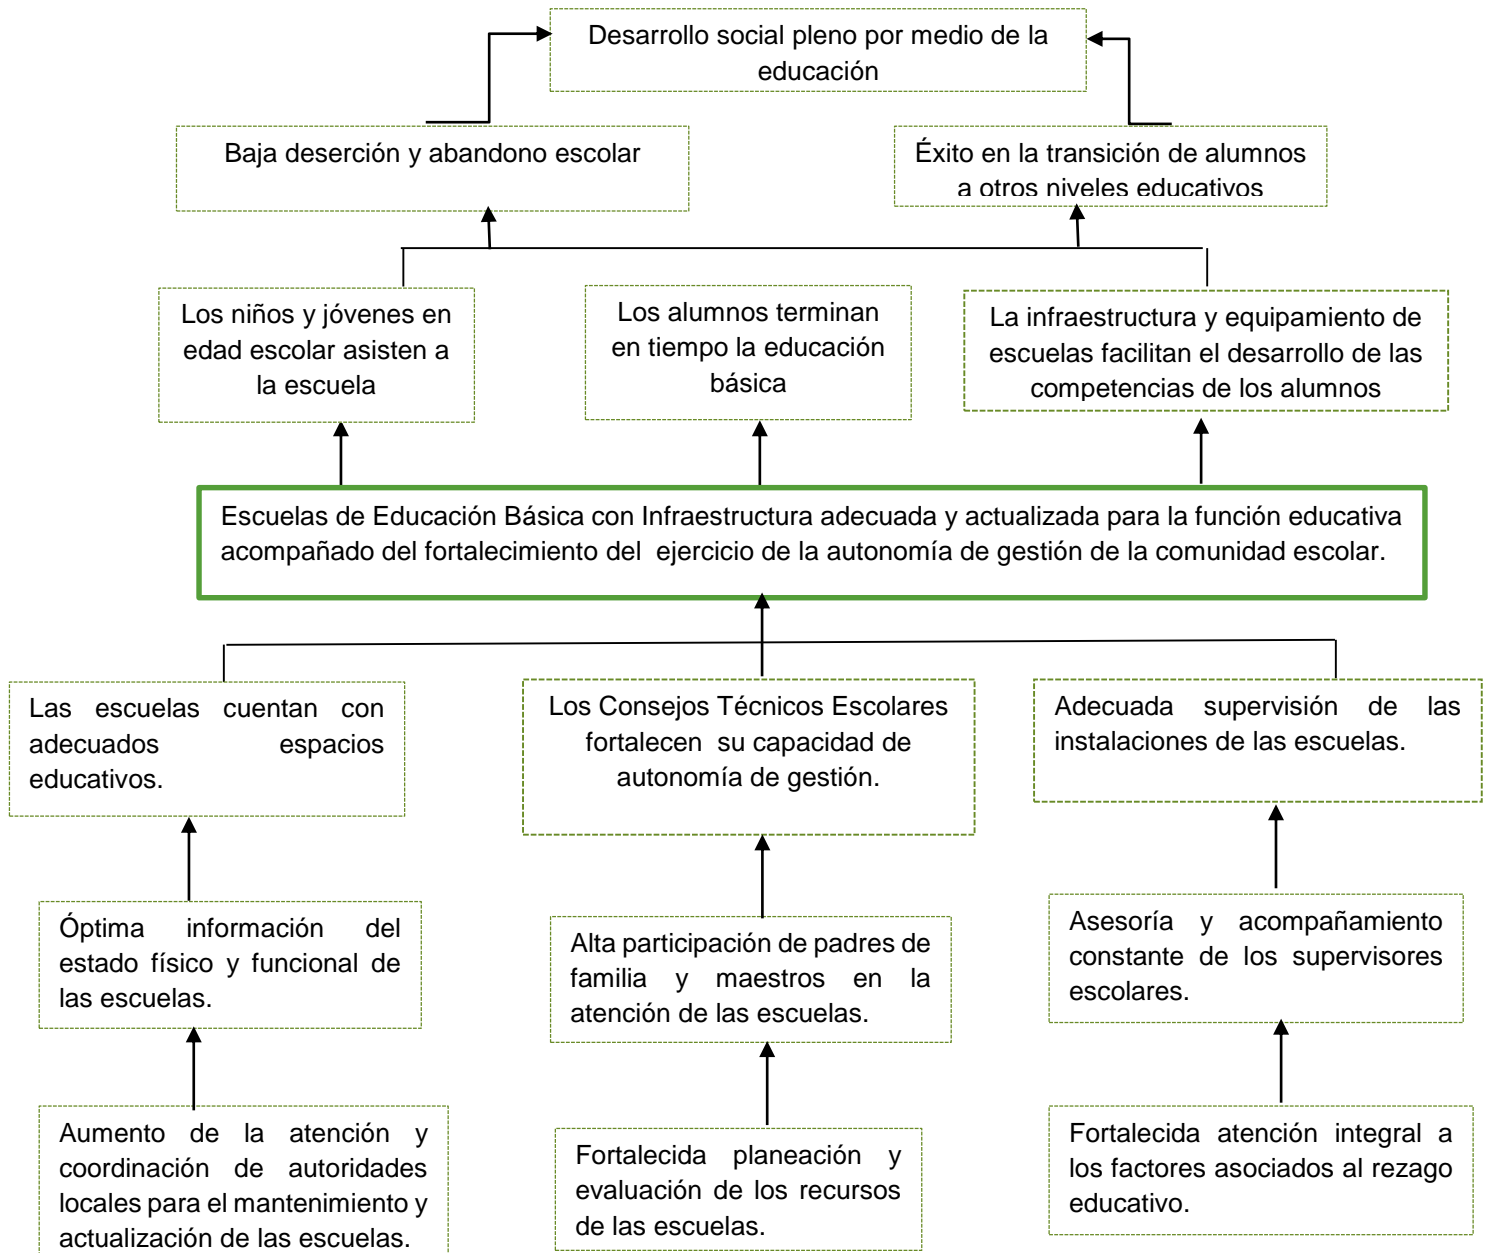 Desarrollo social pleno por medio de la
educación
Baja deserción y abandono escolar
Éxito en la transición de alumnos
a otros niveles educativos
Los niños y jóvenes en
edad escolar asisten a
la escuela
Los alumnos terminan
en tiempo la educación
básica
La infraestructura y equipamiento de
escuelas facilitan el desarrollo de las
competencias de los alumnos
Escuelas de Educación Básica con Infraestructura adecuada y actualizada para la función educativa
acompañado del fortalecimiento del ejercicio de la autonomía de gestión de la comunidad escolar.
Las escuelas cuentan con
adecuados espacios
educativos.
Los Consejos Técnicos Escolares
fortalecen su capacidad de
autonomía de gestión.
Adecuada supervisión de las
instalaciones de las escuelas.
Óptima información del
estado físico y funcional de
las escuelas.
Alta participación de padres de
familia y maestros en la
atención de las escuelas.
Asesoría y acompañamiento
constante de los supervisores
escolares.
Aumento de la atención y
coordinación de autoridades
locales para el mantenimiento y
actualización de las escuelas.
Fortalecida planeación y
evaluación de los recursos
de las escuelas.
Fortalecida atención integral a
los factores asociados al rezago
educativo.